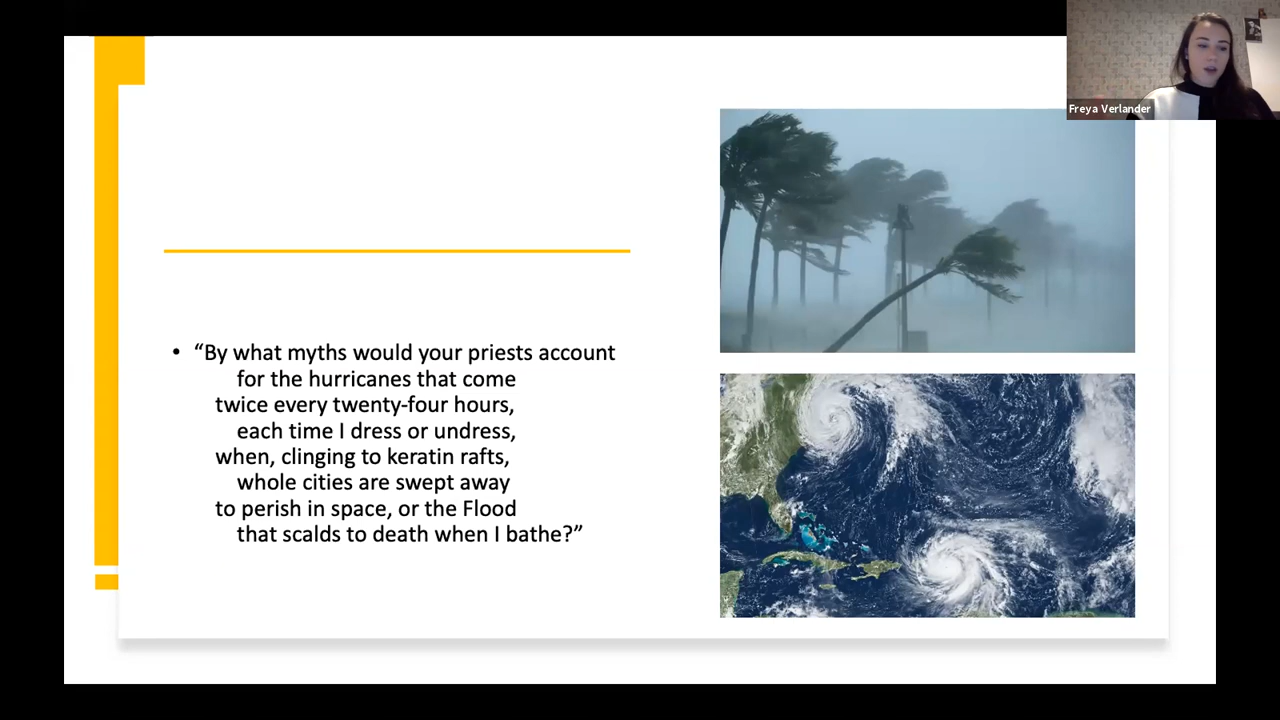 Freya Verlander
• “By what myths would your priests account
for the hurricanes that come
twice every twenty-four hours,
each time I dress or undress,
when, clinging to keratin rafts,
whole cities are swept away
to perish in space, or the Flood
that scalds to death when I bathe?”